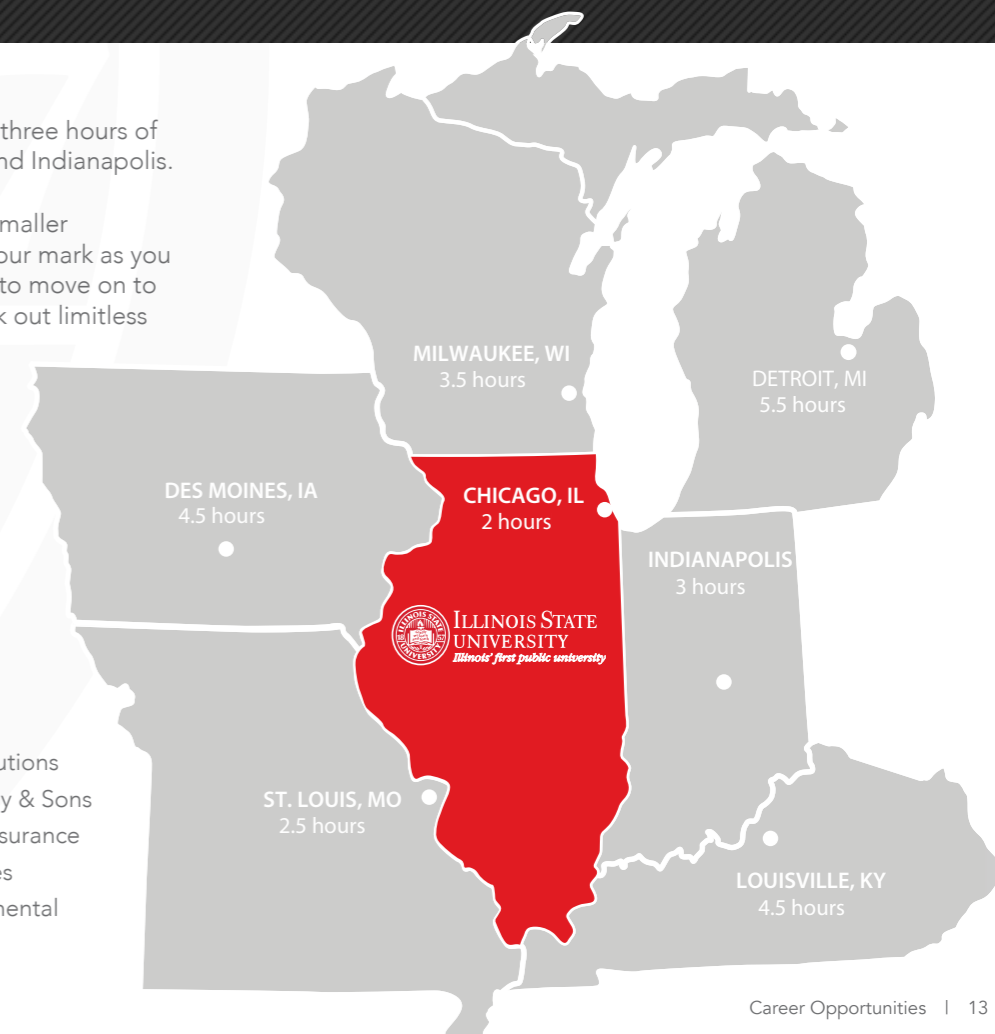 three hours of
nd Indianapolis.
maller
our mark as you
to move on to
k out limitless
MILWAUKEE, WI
3.5 hours
DETROIT, MI
5.5 hours
DES MOINES, IA
4.5 hours
CHICAGO, IL
2 hours
INDIANAPOLIS
3 hours
ILLINOIS STATE UNIVERSITY
ILLINOIS STATE
UNIVERSITY
Illinois' first public university
utions
y & Sons
surance
es
mental
ST. LOUIS, MO
2.5 hours
LOUISVILLE, KY
4.5 hours
Career Opportunities | 13